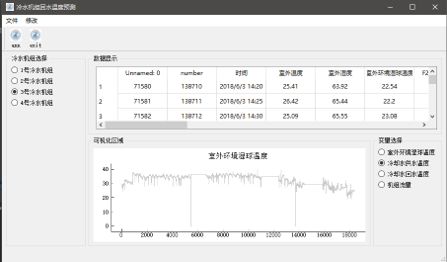 冷水机组回水温度预测
文件 修改
xxx unit
冷水机组选择
1号冷水机组
2号冷水机组
3号冷水机组
4号冷水机组
数据显示
Unnamed: 0 number 时间 室外温度 室外湿度 室外环境湿球温度
1 71580 138710 2018/6/3 14:20 25.41 63.92 22.54
2 71581 138711 2018/6/3 14:25 26.42 65.44 22.2
3 71582 138712 2018/6/3 14:30 25.09 65.55 23.08
可视化区域
室外环境湿球温度
40
30
20
10
0
0 2000 4000 6000 8000 10000 12000 14000 16000 18000
变量选择
室外环境湿球温度
冷却水供水温度
冷却水回水温度
机组流量